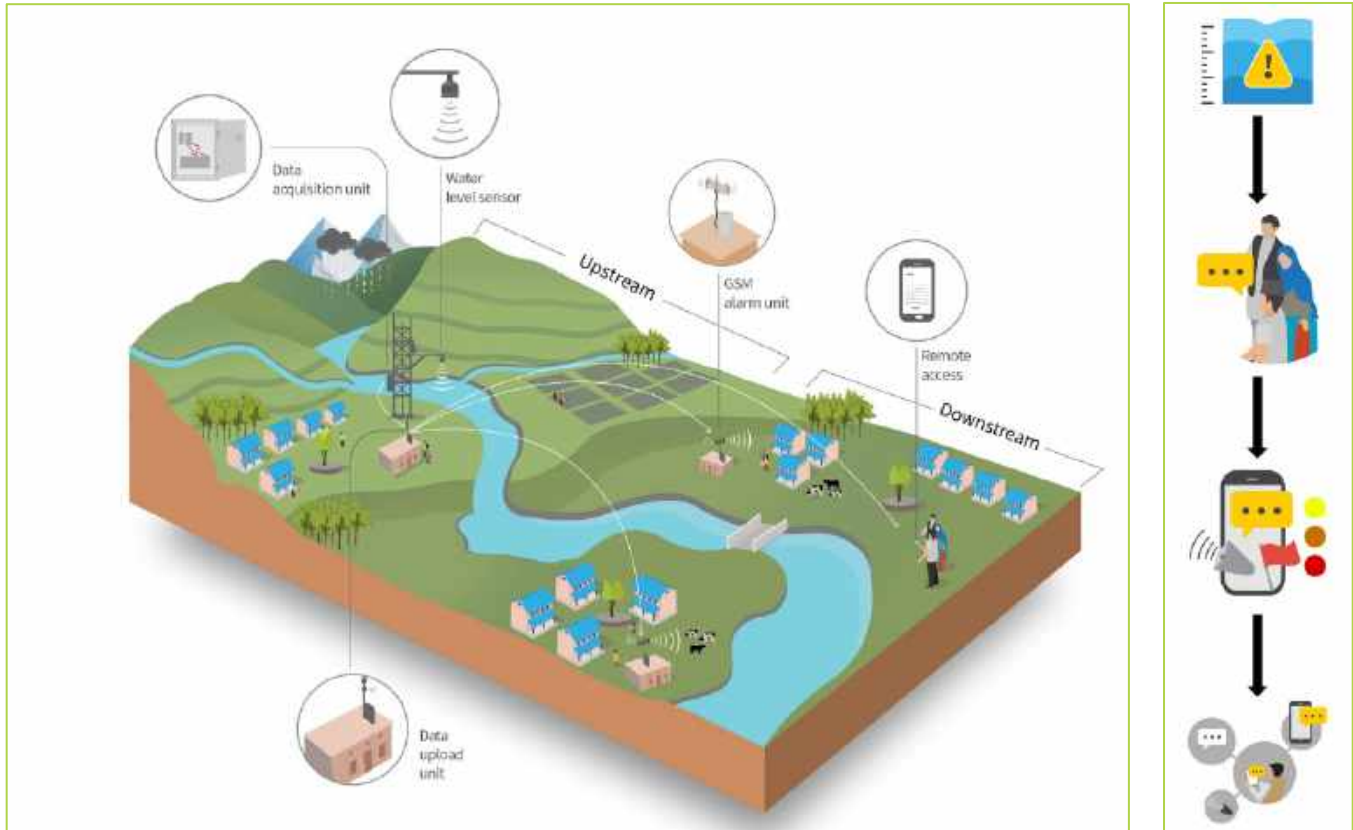 Data
acquisition unit
Water
level sensor
Upstream
GSM
alarm unit
Remote
access
Downstream
Data
upload
unit